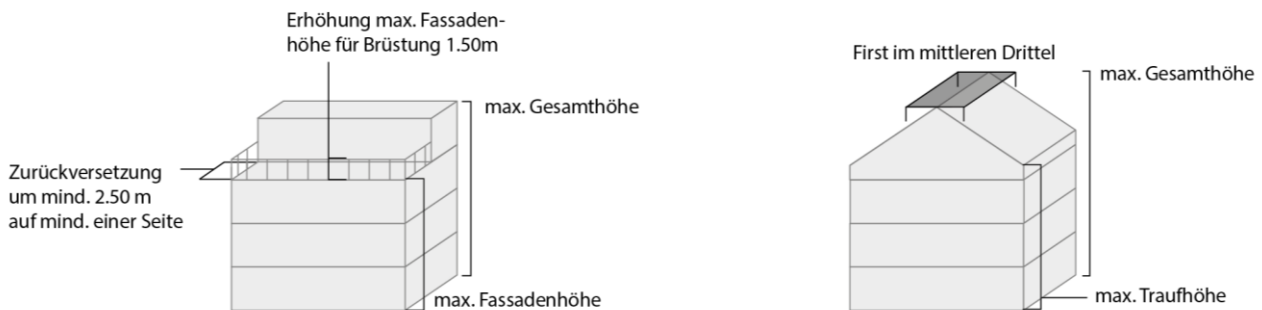 Erhöhung max. Fassaden-
höhe für Brüstung 1.50m
max. Gesamthöhe
Zurückversetzung
um mind. 2.50 m
auf mind. einer Seite
max. Fassadenhöhe
First im mittleren Drittel
max. Gesamthöhe
max. Traufhöhe